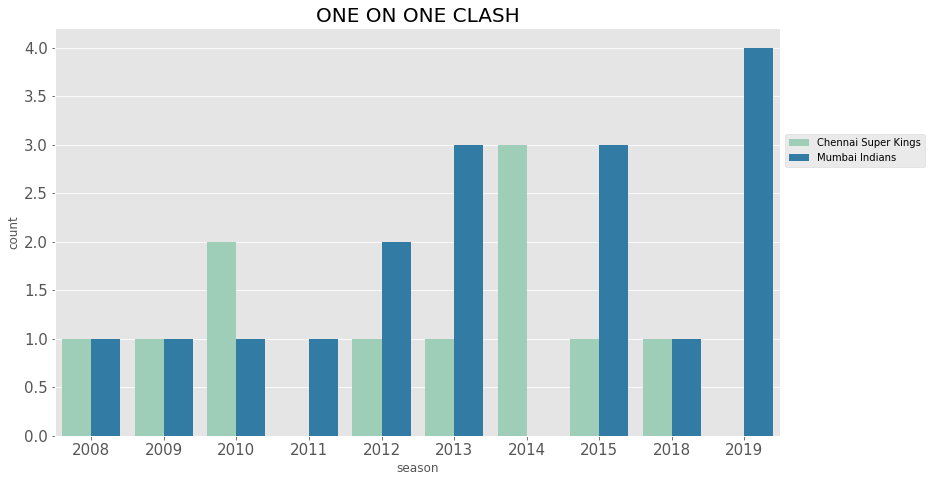 ONE ON ONE CLASH
4.0
3.5
3.0
2.5
2.0
1.5
1.0
0.5
0.0
count
2008 2009 2010 2011 2012 2013 2014 2015 2018 2019
season
Chennai Super Kings
Mumbai Indians